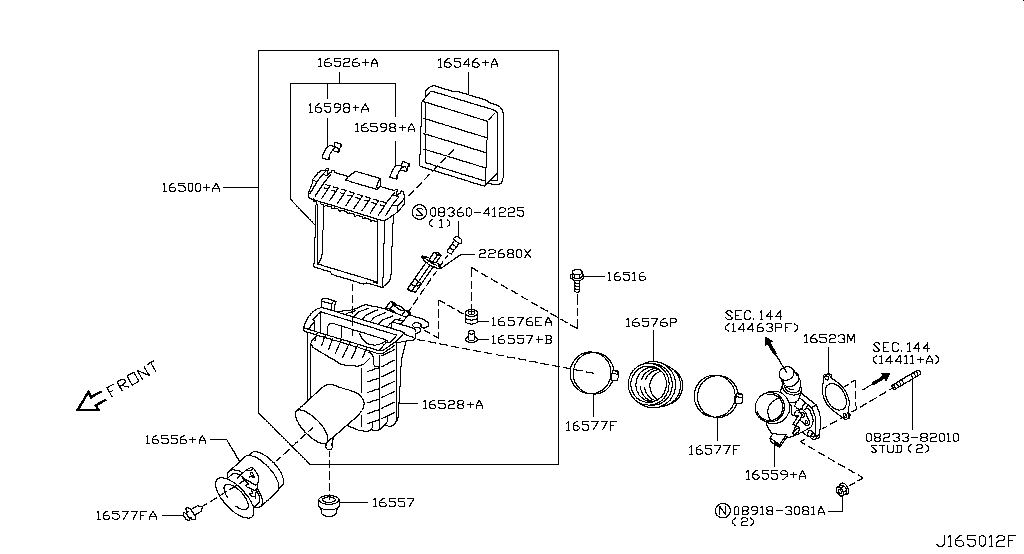 16526+A
16546+A
16598+A
16598+A
16500+A
S 08360-41225
(1)
22680X
16516
16576EA
16557+B
16576P
SEC.144
(14463PF)
16523M
SEC.144
(14411+A)
16528+A
16577F
16577F
08233-82010
STUD(2)
16559+A
FRONT
16556+A
16557
16577FA
N 08918-3081A
(2)
J165012F